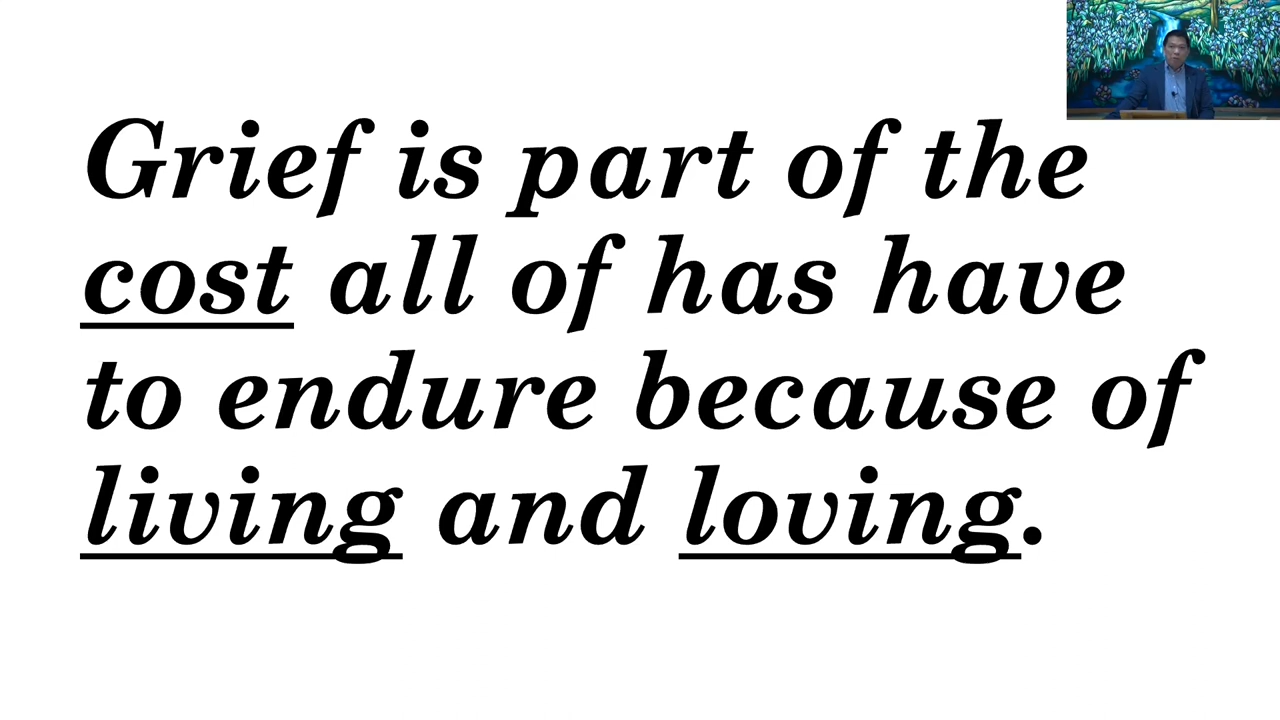 Grief is part of the
cost all of has have
to endure because of
living and loving.